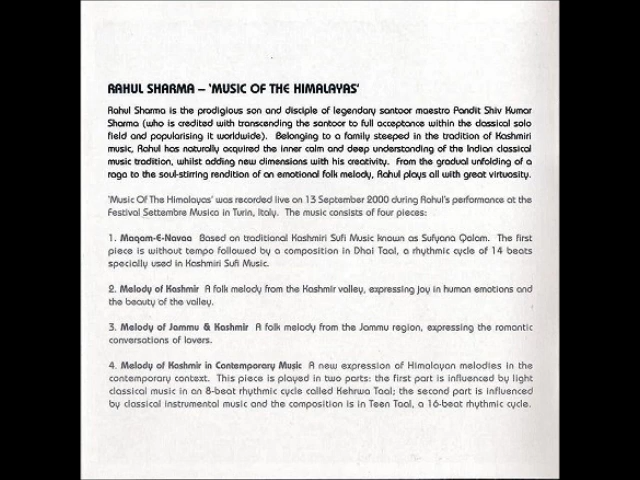 RAHUL SHARMA – 'MUSIC OF THE HIMALAYAS'
Rahul Sharma is the prodigious son and disciple of legendary santoor maestro Pandit Shiv Kumar
Sharma (who is credited with transcending the santoor to full acceptance within the classical solo
field and popularising it worldwide). Belonging to a family steeped in the tradition of Kashmiri
music, Rahul has naturally acquired the inner calm and deep understanding of the Indian classical
music tradition, whilst adding new dimensions with his creativity. From the gradual unfolding of a
raga to the soul-stirring rendition of an emotional folk melody, Rahul plays all with great virtuosity.
'Music Of The Himalayas' was recorded live on 13 September 2000 during Rahul's performance at the
Festival Settembre Musica in Turin, Italy. The music consists of four pieces:
1. Maqam-E-Navaa Based on traditional Kashmiri Sufi Music known as Sufyana Qalam. The first
piece is without tempo followed by a composition in Dhai Taal, a rhythmic cycle of 14 beats
specially used in Kashmiri Sufi Music.
2. Melody of Kashmir A folk melody from the Kashmir valley, expressing joy in human emotions and
the beauty of the valley.
3. Melody of Jammu & Kashmir A folk melody from the Jammu region, expressing the romantic
conversations of lovers.
4. Melody of Kashmir in Contemporary Music A new expression of Himalayan melodies in the
contemporary context. This piece is played in two parts: the first part is influenced by light
classical music in an 8-beat rhythmic cycle called Kehrwa Taal; the second part is influenced
by classical instrumental music and the composition is in Teen Taal, a 16-beat rhythmic cycle.